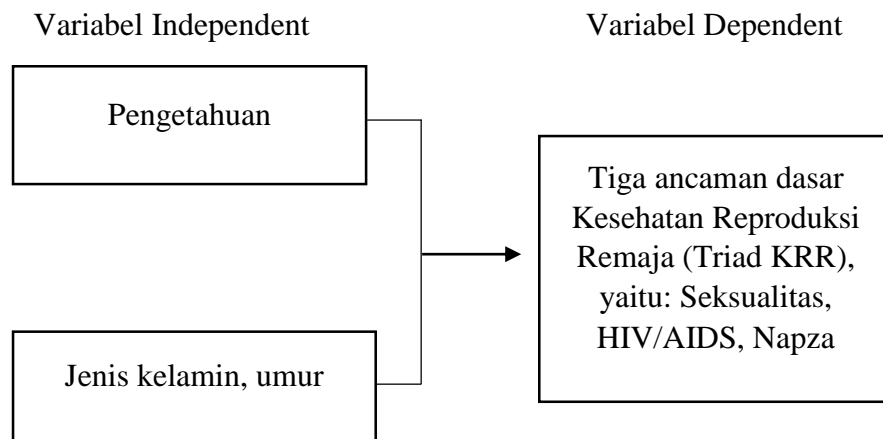 Variabel Independent
Variabel Dependent
Pengetahuan
Tiga ancaman dasar
Kesehatan Reproduksi
Remaja (Triad KRR),
yaitu: Seksualitas,
HIV/AIDS, Napza
Jenis kelamin, umur